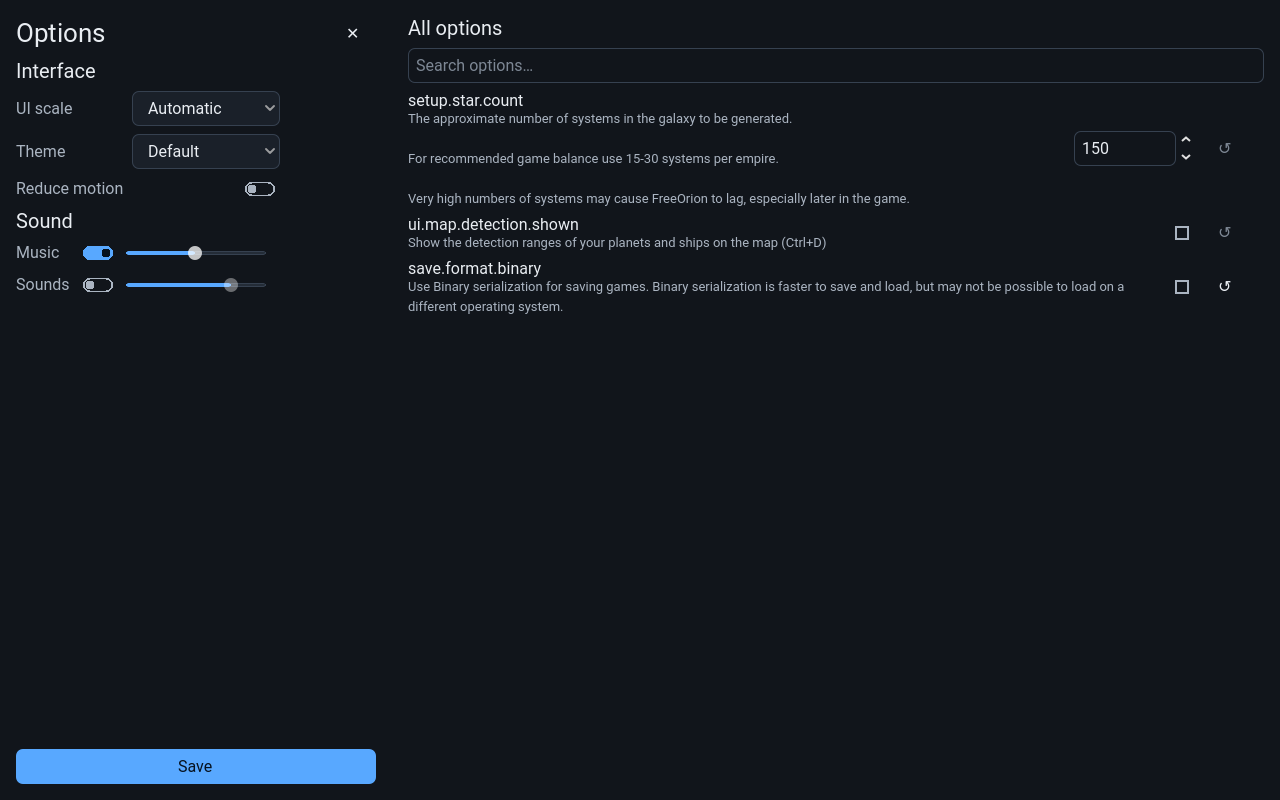 Options
✕
Interface
UI scale
Automatic
Theme
Default
Reduce motion
Sound
Music
Sounds
Save
All options
Search options…
setup.star.count
The approximate number of systems in the galaxy to be generated.
For recommended game balance use 15-30 systems per empire.
Very high numbers of systems may cause FreeOrion to lag, especially later in the game.
150
↺
ui.map.detection.shown
Show the detection ranges of your planets and ships on the map (Ctrl+D)
↺
save.format.binary
Use Binary serialization for saving games. Binary serialization is faster to save and load, but may not be possible to load on a
different operating system.
↺